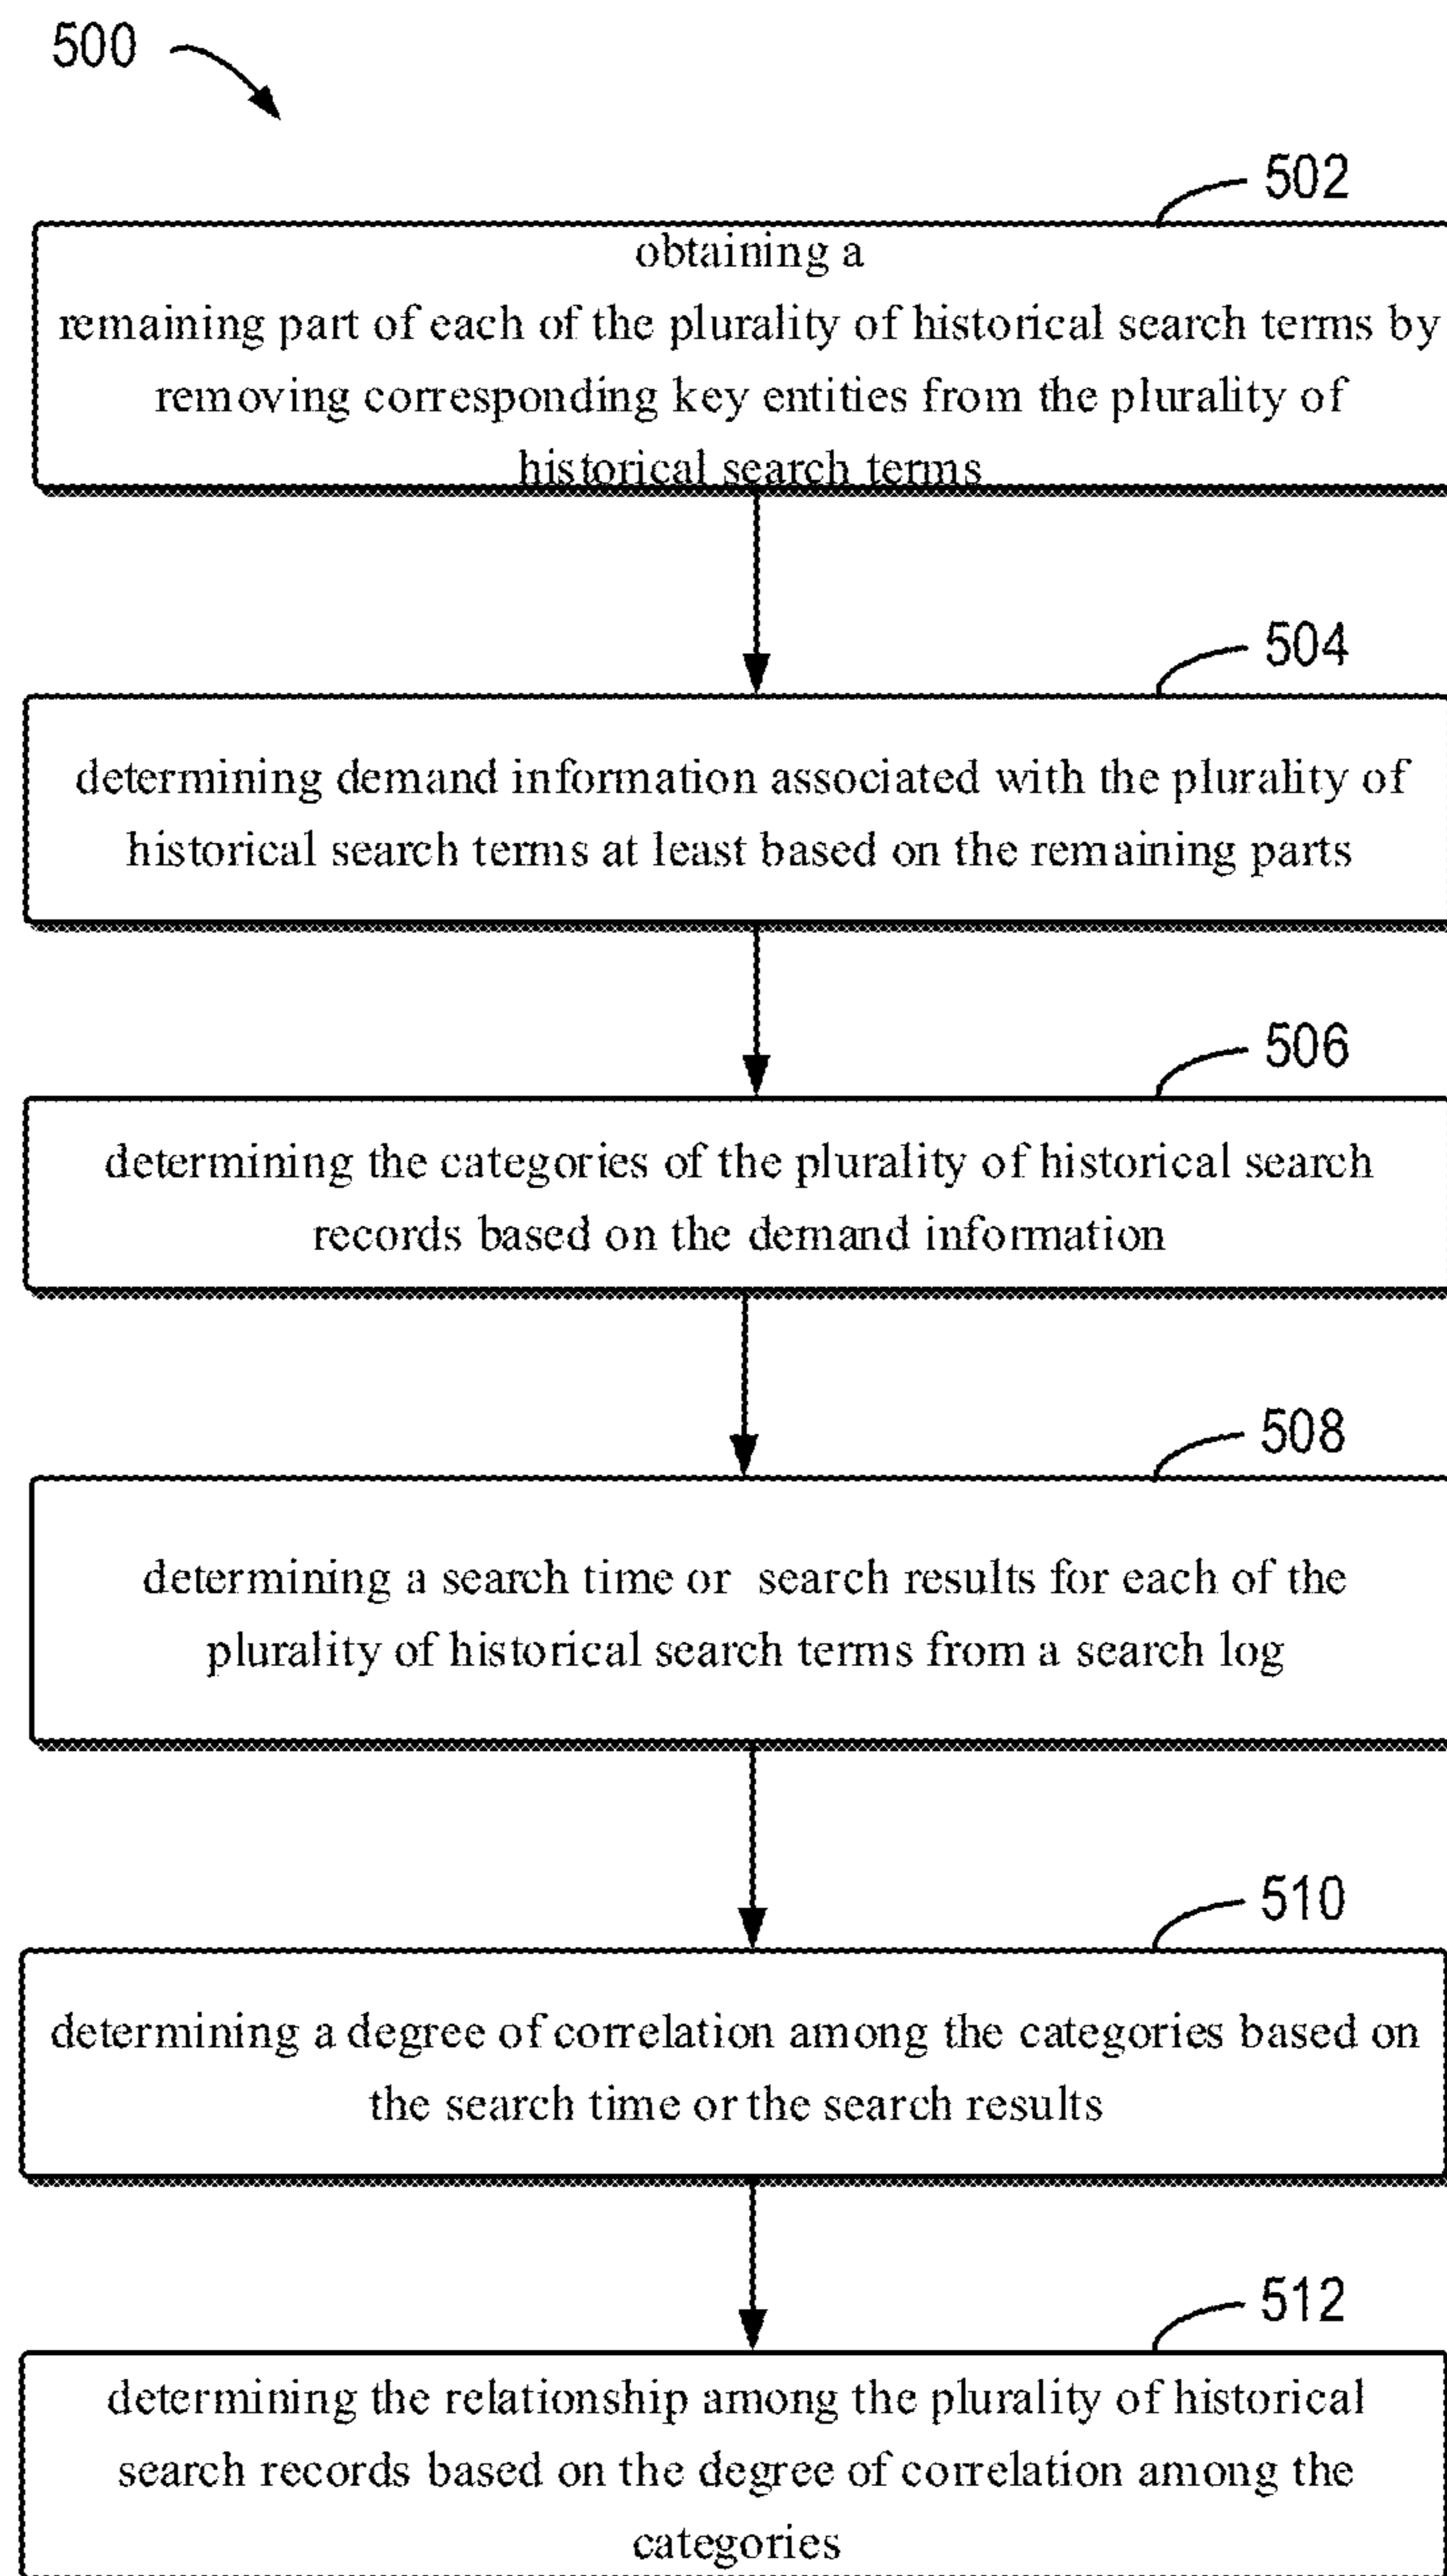 500
502
obtaining a
remaining part of each of the plurality of historical search terms by
removing corresponding key entities from the plurality of
historical search terms
504
determining demand information associated with the plurality of
historical search terms at least based on the remaining parts
506
determining the categories of the plurality of historical search
records based on the demand information
508
determining a search time or search results for each of the
plurality of historical search terms from a search log
510
determining a degree of correlation among the categories based on
the search time or the search results
512
determining the relationship among the plurality of historical
search records based on the degree of correlation among the
categories